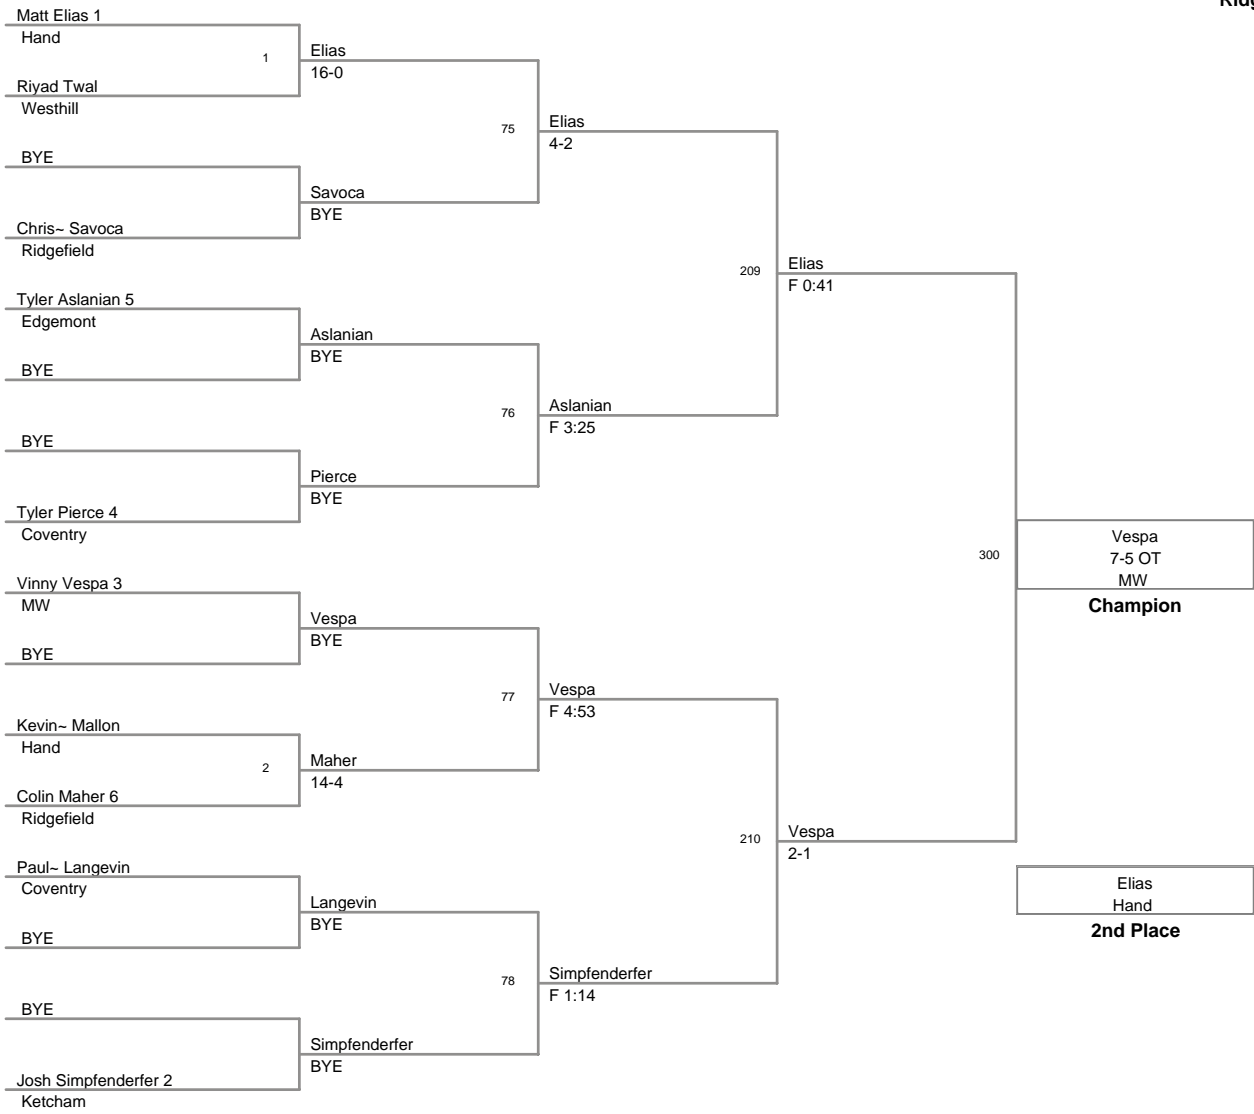 Ridg
Matt Elias 1
Hand
1
Riyad Twal
Westhill
BYE
Chris~ Savoca
Ridgefield
Tyler Aslanian 5
Edgemont
BYE
BYE
Tyler Pierce 4
Coventry
Vinny Vespa 3
MW
BYE
Kevin~ Mallon
Hand
2
Colin Maher 6
Ridgefield
Paul~ Langevin
Coventry
BYE
BYE
Josh Simpfenderfer 2
Ketcham
Elias
16-0
75
Savoca
BYE
Aslanian
BYE
76
Pierce
BYE
Vespa
BYE
77
Maher
14-4
Langevin
BYE
78
Simpfenderfer
BYE
Elias
4-2
209
Aslanian
F 3:25
Vespa
F 4:53
210
Simpfenderfer
F 1:14
Elias
F 0:41
300
Vespa
2-1
Vespa
7-5 OT
MW
Champion
Elias
Hand
2nd Place